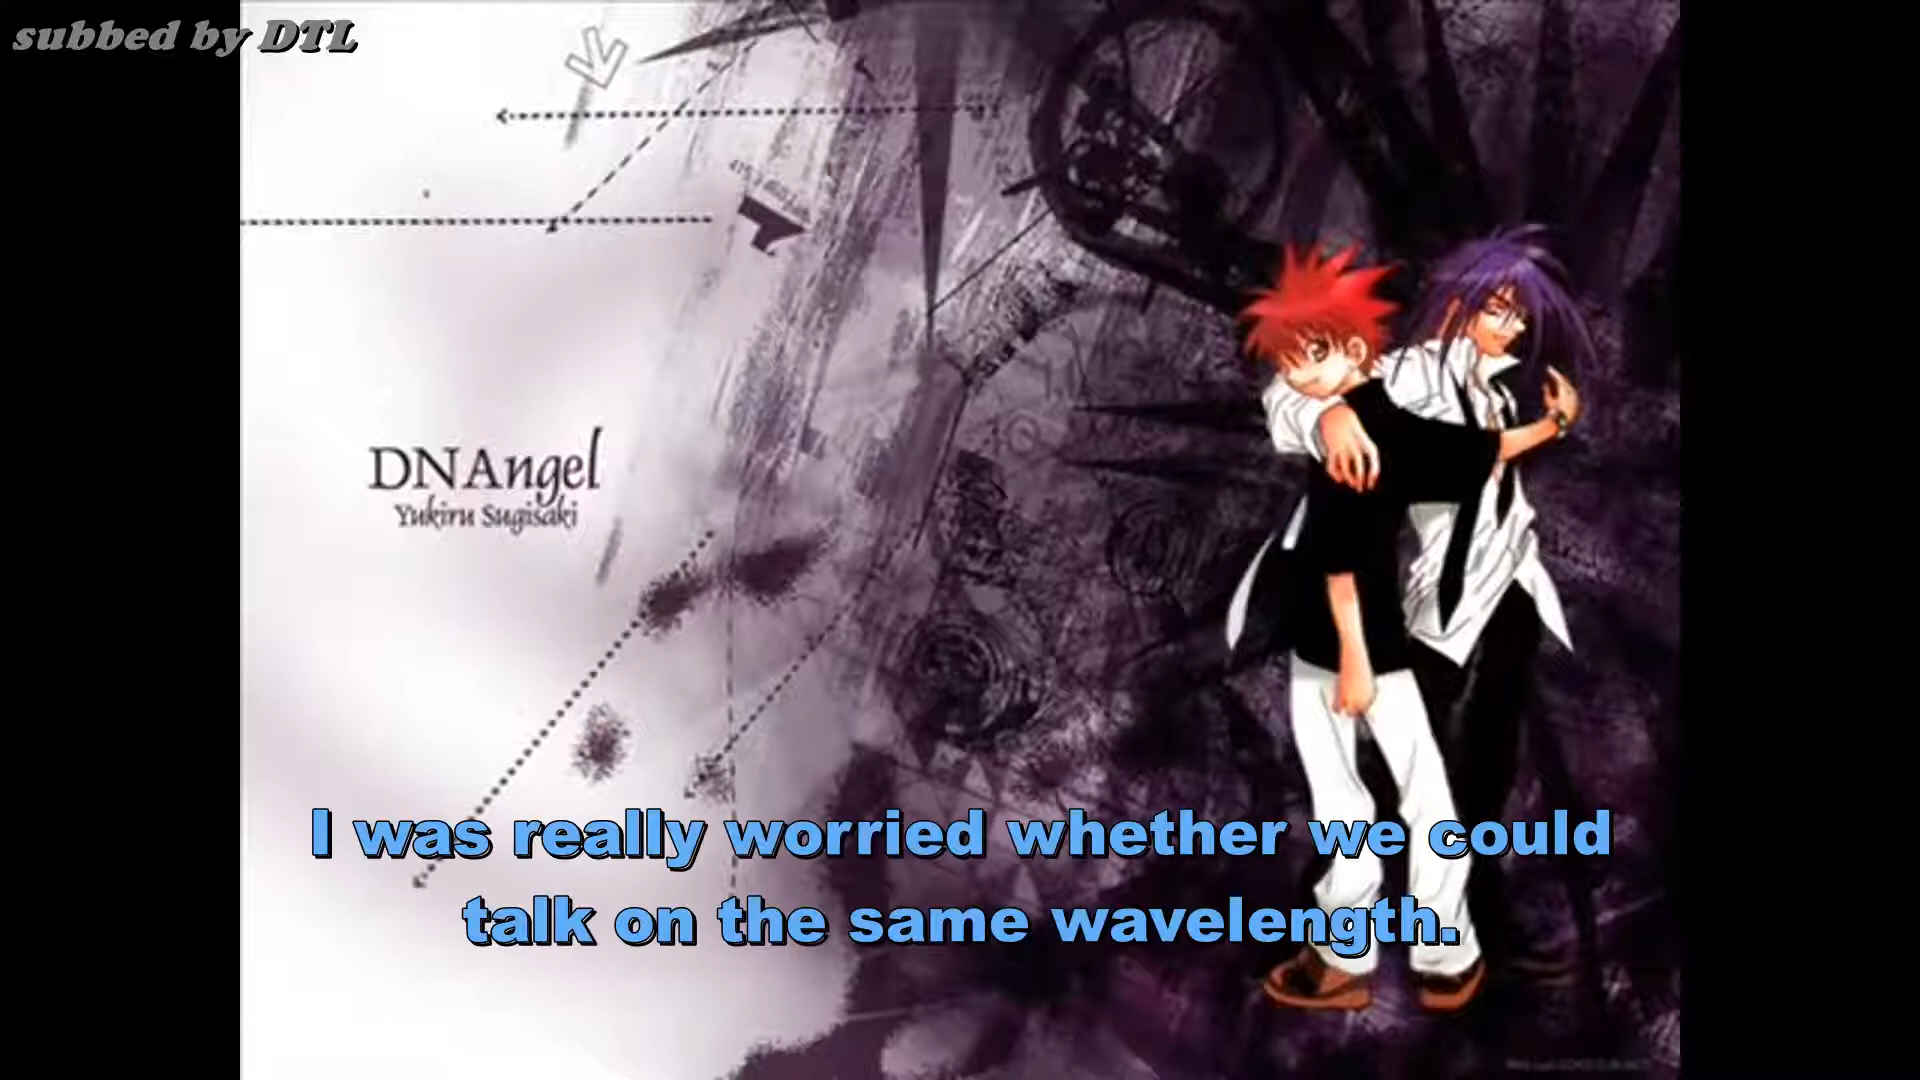 subbed by DTL
DNAngel
Yukiru Sugisaki
I was really worried whether we could
talk on the same wavelength.